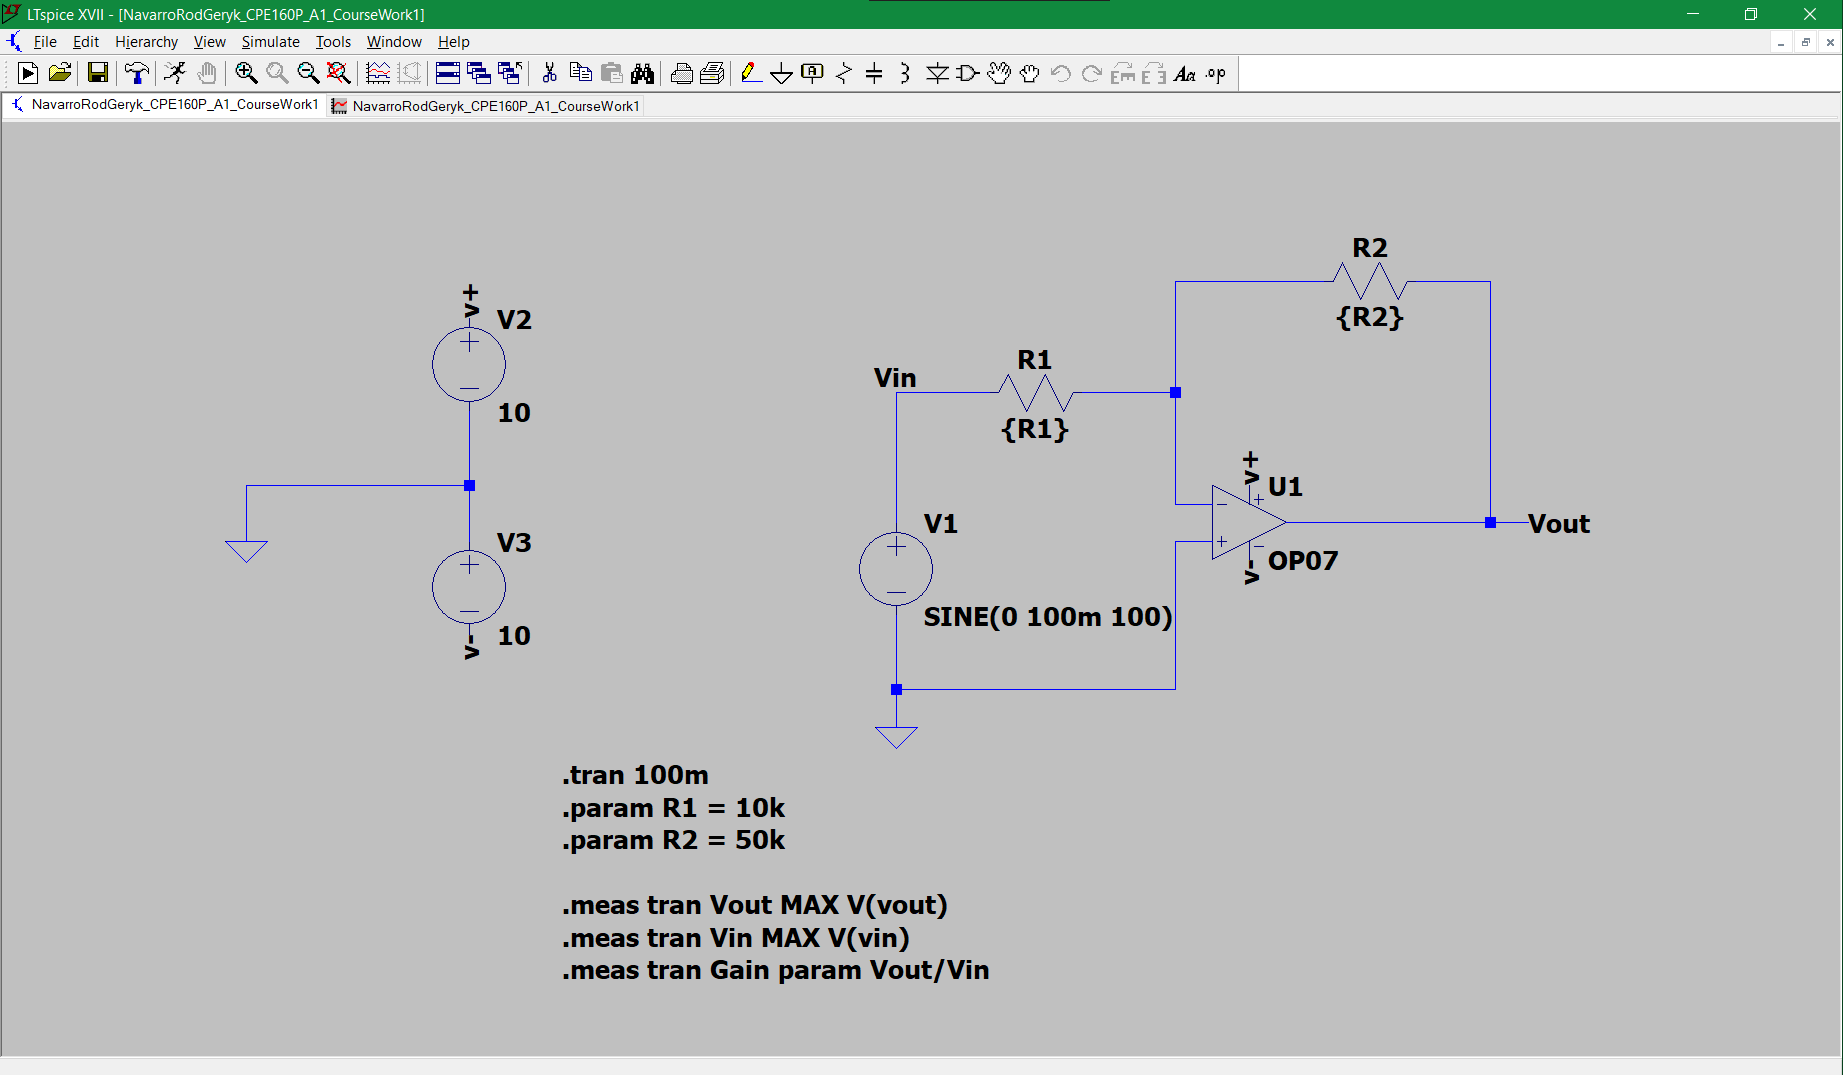 LTspice XVII - [NavarroRodGeryk_CPE160P_A1_CourseWork1]
File Edit Hierarchy View Simulate Tools Window Help
Aa .op
NavarroRodGeryk_CPE160P_A1_CourseWork1 NavarroRodGeryk_CPE160P_A1_CourseWork1
R2
{R2}
v+
V2
10
R1
Vin
{R1}
v+
U1
V1
Vout
V3
OP07
v-
SINE(0 100m 100)
10
v-
.tran 100m
.param R1 = 10k
.param R2 = 50k
.meas tran Vout MAX V(vout)
.meas tran Vin MAX V(vin)
.meas tran Gain param Vout/Vin